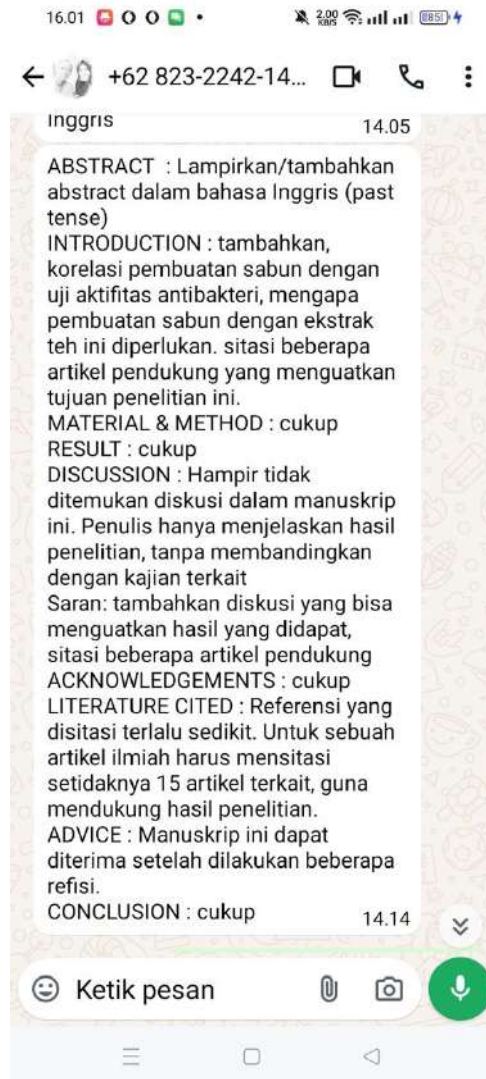 16.01
2.00
KB/S
85
+62 823-2242-14...
Inggris
14.05
ABSTRACT : Lampirkan/tambahkan
abstract dalam bahasa Inggris (past
tense)
INTRODUCTION : tambahkan,
korelasi pembuatan sabun dengan
uji aktifitas antibakteri, mengapa
pembuatan sabun dengan ekstrak
teh ini diperlukan. sitasi beberapa
artikel pendukung yang menguatkan
tujuan penelitian ini.
MATERIAL & METHOD : cukup
RESULT : cukup
DISCUSSION : Hampir tidak
ditemukan diskusi dalam manuskrip
ini. Penulis hanya menjelaskan hasil
penelitian, tanpa membandingkan
dengan kajian terkait
Saran: tambahkan diskusi yang bisa
menguatkan hasil yang didapat,
sitasi beberapa artikel pendukung
ACKNOWLEDGEMENTS : cukup
LITERATURE CITED : Referensi yang
disitasi terlalu sedikit. Untuk sebuah
artikel ilmiah harus mensitasi
setidaknya 15 artikel terkait, guna
mendukung hasil penelitian.
ADVICE : Manuskrip ini dapat
diterima setelah dilakukan beberapa
refisi.
CONCLUSION : cukup
14.14
Ketik pesan